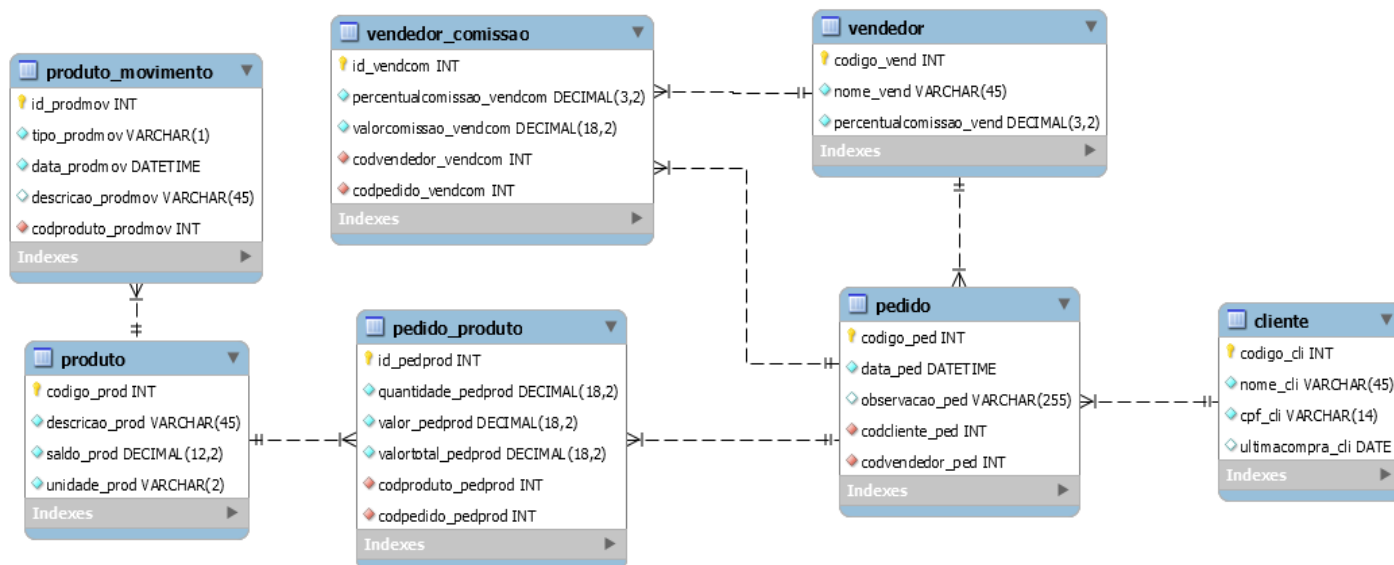 produto_movimento
id_prodmov INT
tipo_prodmov VARCHAR(1)
data_prodmov DATETIME
descricao_prodmov VARCHAR(45)
codproduto_prodmov INT
Indexes
vendedor_comissao
id_vendcom INT
percentualcomissao_vendcom DECIMAL(3,2)
valorcomissao_vendcom DECIMAL(18,2)
codvendedor_vendcom INT
codpedido_vendcom INT
Indexes
vendedor
codigo_vend INT
nome_vend VARCHAR(45)
percentualcomissao_vend DECIMAL(3,2)
Indexes
produto
codigo_prod INT
descricao_prod VARCHAR(45)
saldo_prod DECIMAL(12,2)
unidade_prod VARCHAR(2)
Indexes
pedido_produto
id_pedprod INT
quantidade_pedprod DECIMAL(18,2)
valor_pedprod DECIMAL(18,2)
valortotal_pedprod DECIMAL(18,2)
codproduto_pedprod INT
codpedido_pedprod INT
Indexes
pedido
codigo_ped INT
data_ped DATETIME
observacao_ped VARCHAR(255)
codcliente_ped INT
codvendedor_ped INT
Indexes
cliente
codigo_cli INT
nome_cli VARCHAR(45)
cpf_cli VARCHAR(14)
ultimacompra_cli DATE
Indexes